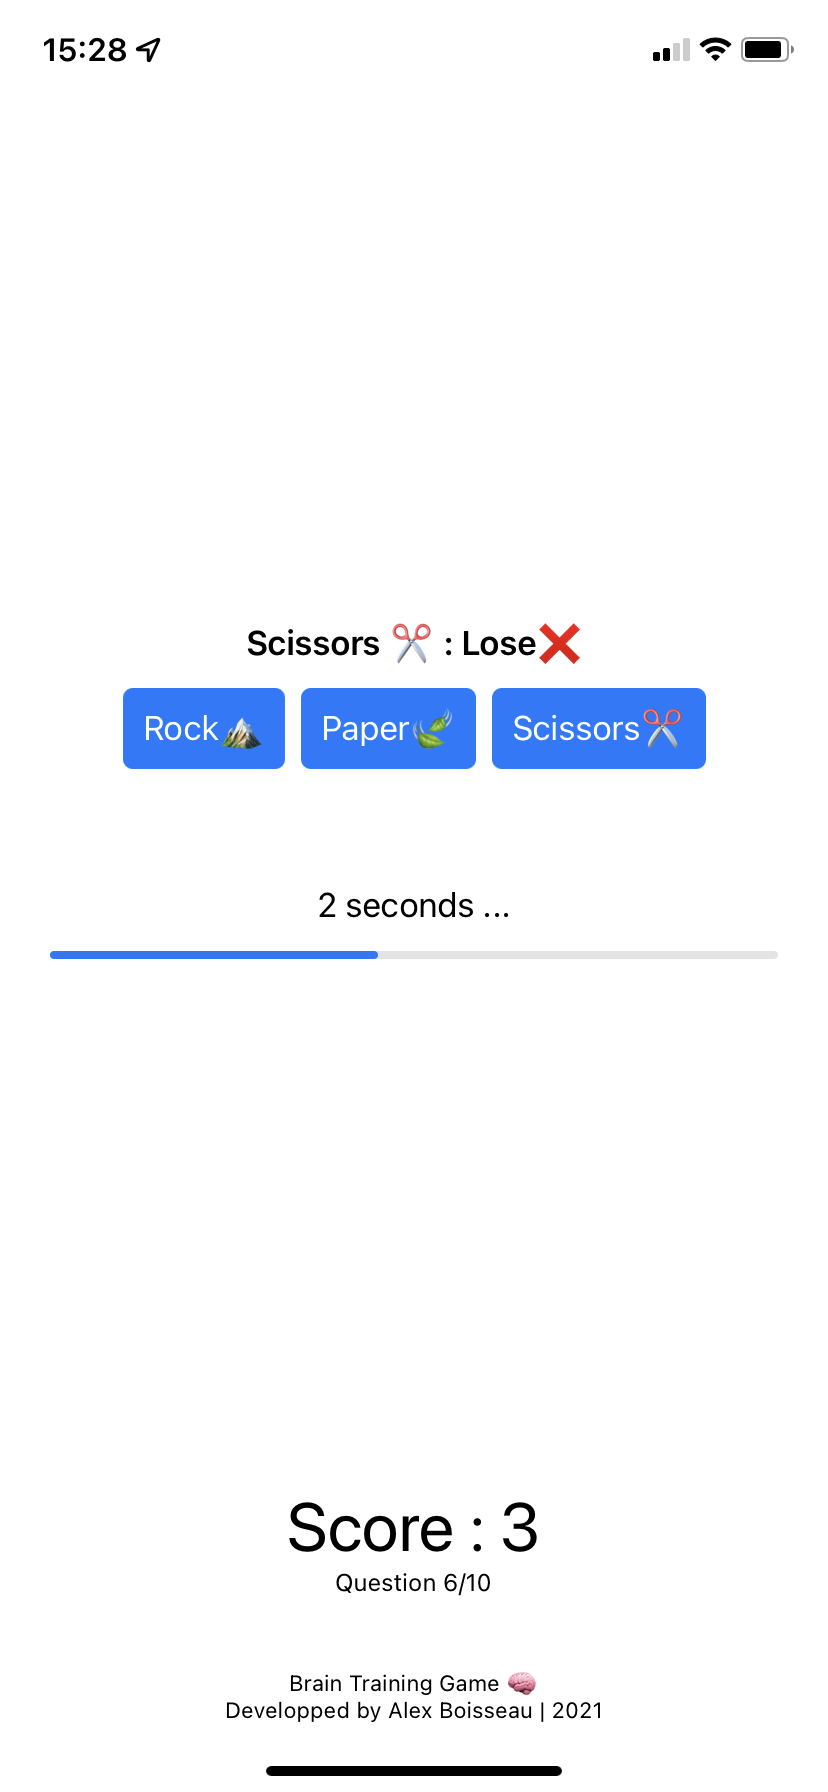 15:28
Scissors ✂️ : Lose❌
Rock🏔️ Paper🍃 Scissors✂️
2 seconds ...
Score : 3
Question 6/10
Brain Training Game 🧠
Developped by Alex Boisseau | 2021